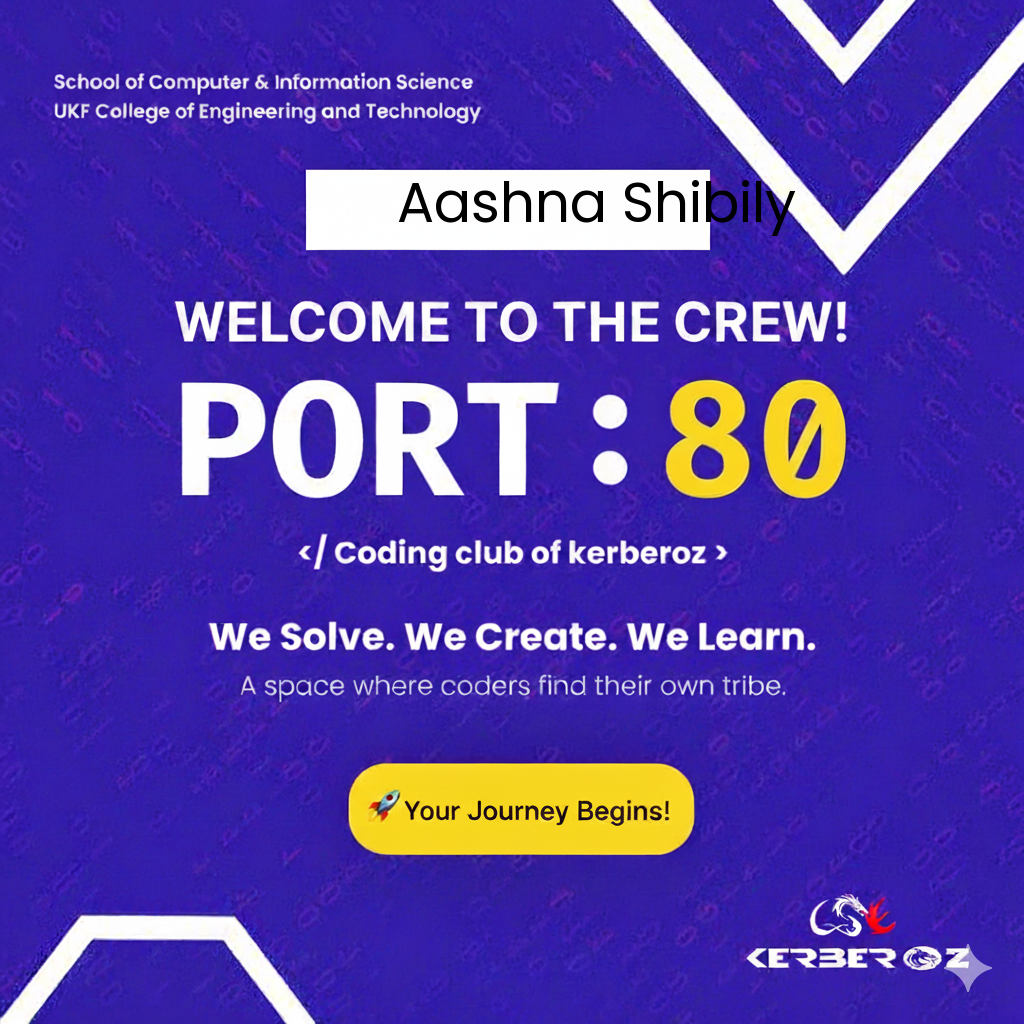 School of Computer & Information Science
UKF College of Engineering and Technology
Aashna Shibily
WELCOME TO THE CREW!
PORT:80
</ Coding club of kerberoz >
We Solve. We Create. We Learn.
A space where coders find their own tribe.
🚀Your Journey Begins!
KERBEROZ